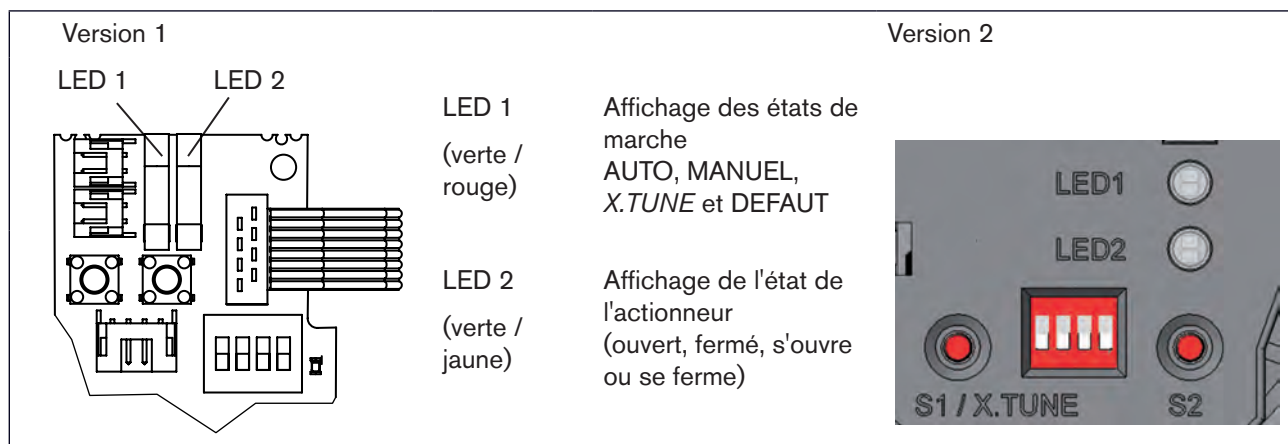 Version 1
LED 1
LED 2
LED 1
(verte /
rouge)
Affichage des états de
marche
AUTO, MANUEL,
X.TUNE et DEFAUT
LED 2
(verte /
jaune)
Affichage de l'état de
l'actionneur
(ouvert, fermé, s'ouvre
ou se ferme)
Version 2
LED1
LED2
S1 / X.TUNE
S2